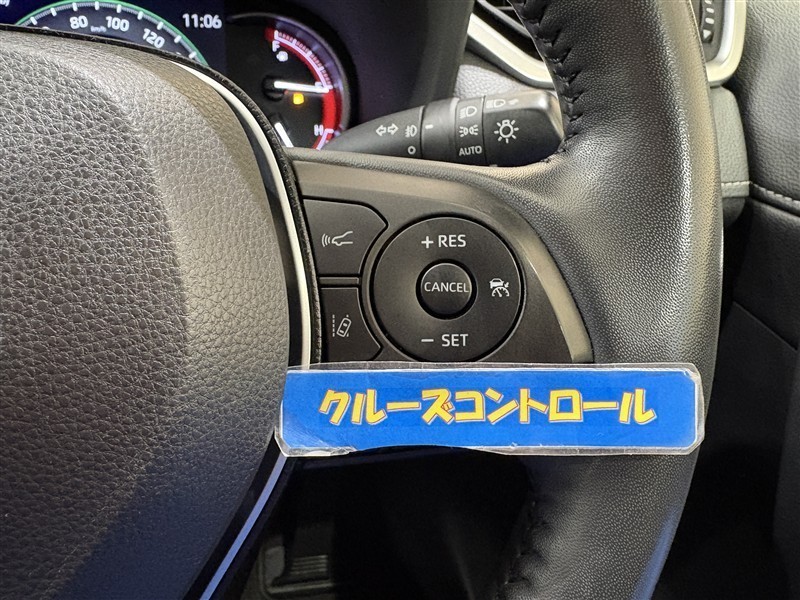 80 100 120
km/h
11:06
F
H
O
AUTO
+ RES
CANCEL
− SET
クルーズコントロール